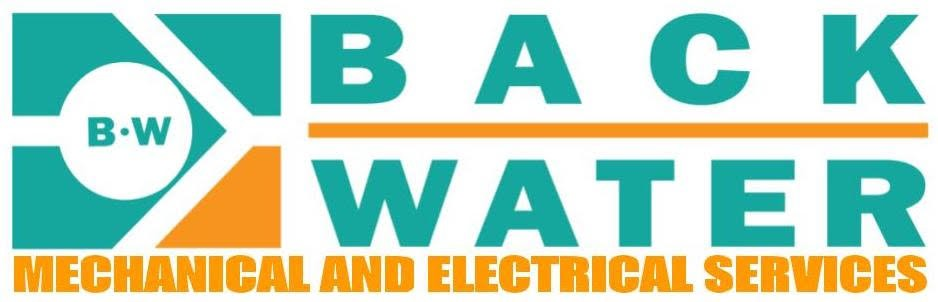 B·W
BACK
WATER
MECHANICAL AND ELECTRICAL SERVICES